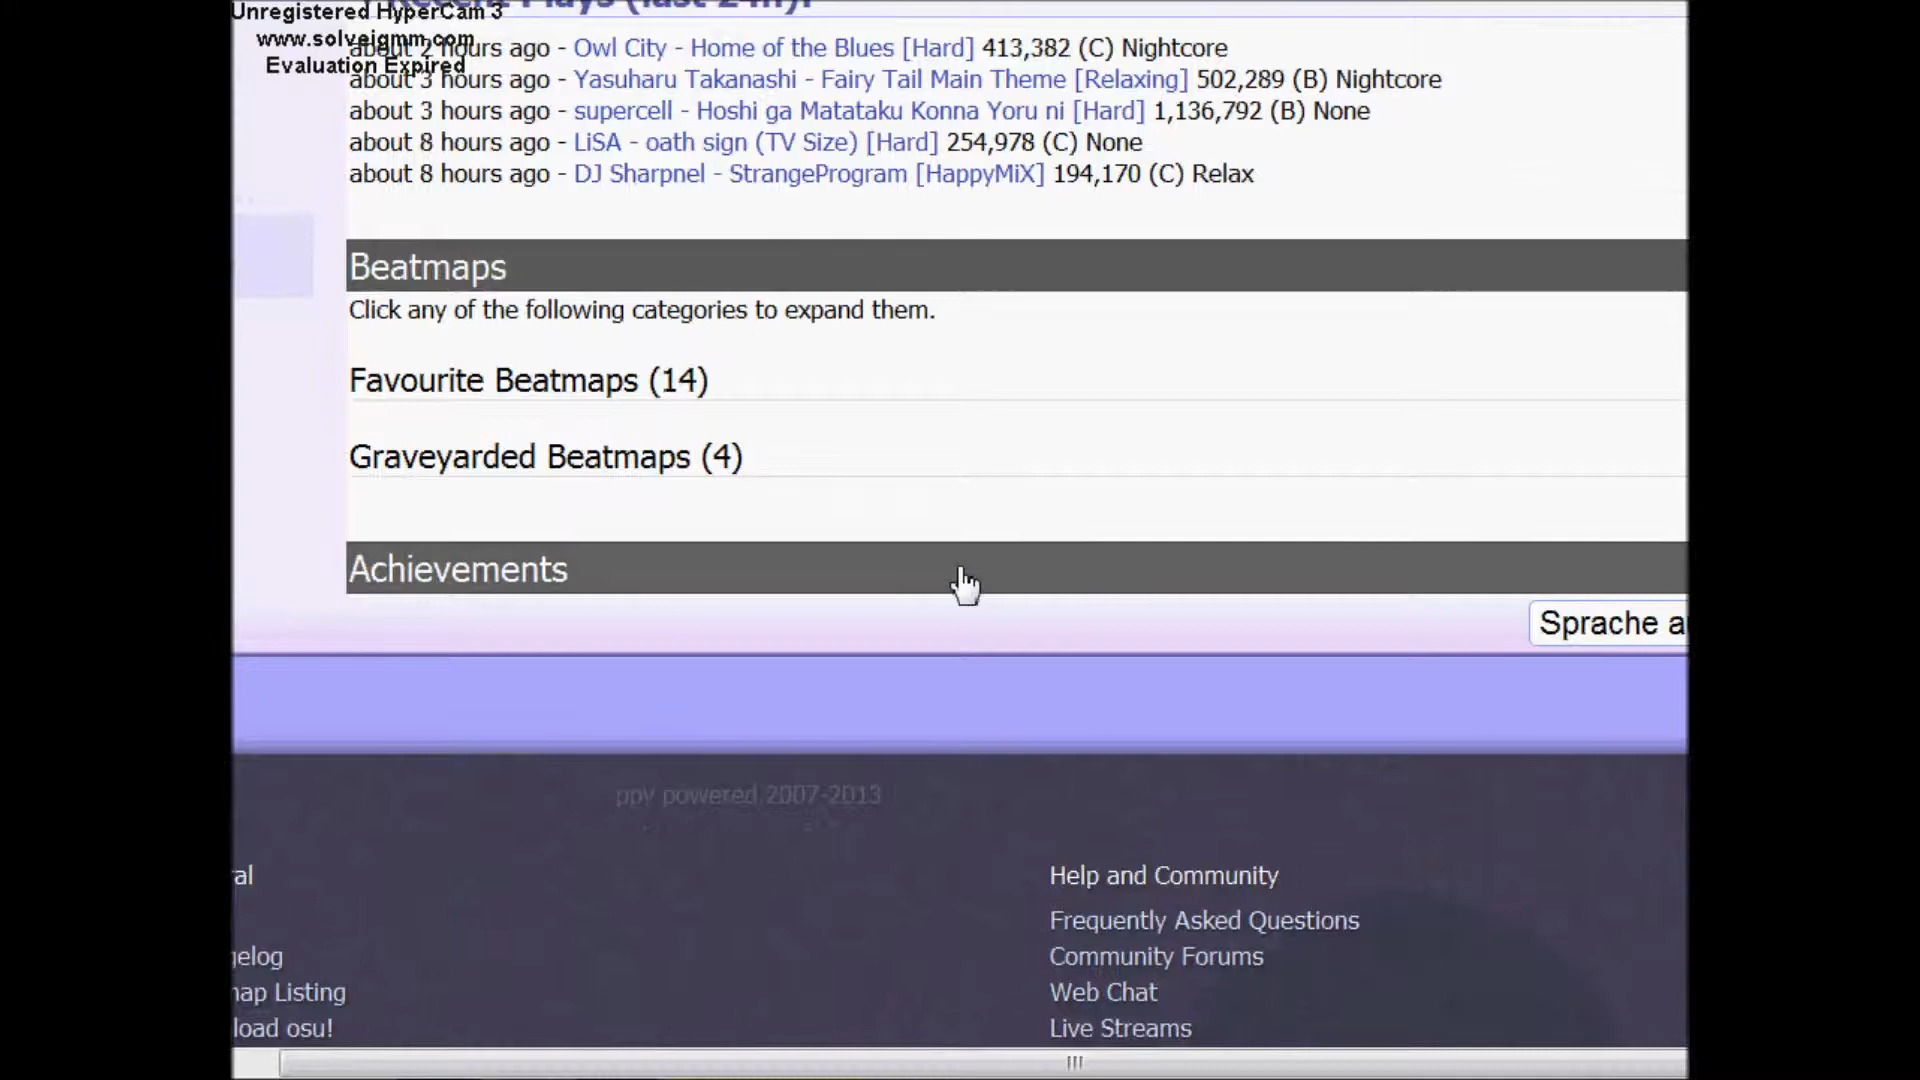 Unregistered HyperCam 3
www.solveigmm.com
Evaluation Expired
Recent Plays (last 24h):
about 2 hours ago - Owl City - Home of the Blues [Hard] 413,382 (C) Nightcore
about 3 hours ago - Yasuharu Takanashi - Fairy Tail Main Theme [Relaxing] 502,289 (B) Nightcore
about 3 hours ago - supercell - Hoshi ga Matataku Konna Yoru ni [Hard] 1,136,792 (B) None
about 8 hours ago - LiSA - oath sign (TV Size) [Hard] 254,978 (C) None
about 8 hours ago - DJ Sharpnel - StrangeProgram [HappyMiX] 194,170 (C) Relax
Beatmaps
Click any of the following categories to expand them.
Favourite Beatmaps (14)
Graveyarded Beatmaps (4)
Achievements
Sprache a
ppy powered 2007-2013
al
Help and Community
Frequently Asked Questions
gelog
Community Forums
map Listing
Web Chat
load osu!
Live Streams